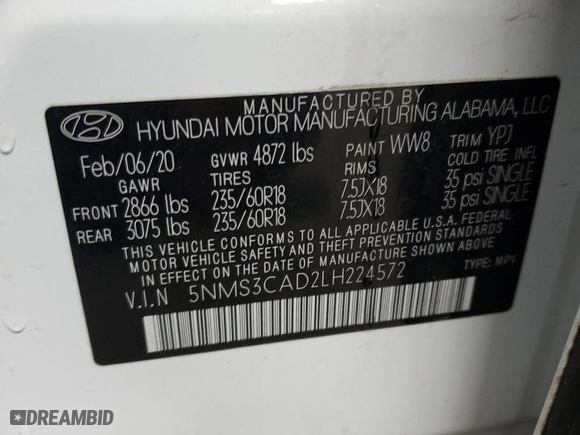 MANUFACTURED BY
HYUNDAI MOTOR MANUFACTURING ALABAMA, LLC
Feb/06/20 GVWR 4872 lbs PAINT WW8 TRIM YPJ
GAWR TIRES RIMS COLD TIRE INFL
FRONT 2866 lbs 235/60R18 7.5JX18 35 psi SINGLE
REAR 3075 lbs 235/60R18 7.5JX18 35 psi SINGLE
THIS VEHICLE CONFORMS TO ALL APPLICABLE U.S.A. FEDERAL
MOTOR VEHICLE SAFETY, THEFT PREVENTION STANDARDS
IN EFFECT ON THE DATE OF MANUFACTURE SHOWN ABOVE.
V.I.N 5NMS3CAD2LH224572 TYPE: MPV
DREAMBID